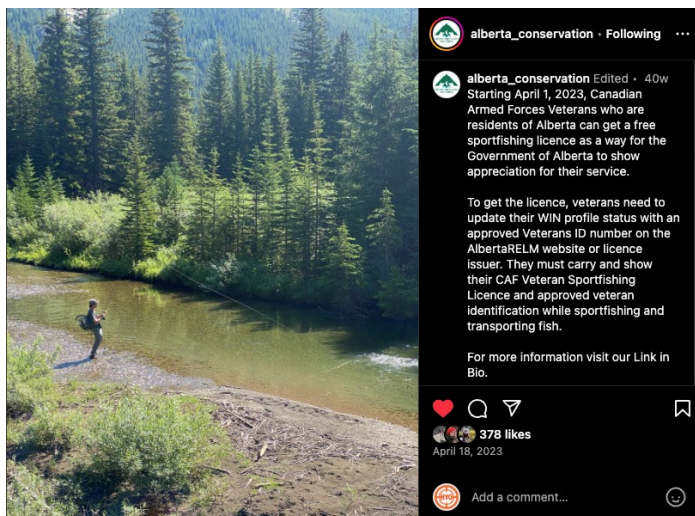 alberta_conservation • Following
alberta_conservation Edited • 40w
Starting April 1, 2023, Canadian
Armed Forces Veterans who are
residents of Alberta can get a free
sportfishing licence as a way for the
Government of Alberta to show
appreciation for their service.
To get the licence, veterans need to
update their WIN profile status with an
approved Veterans ID number on the
AlbertaRELM website or licence
issuer. They must carry and show
their CAF Veteran Sportfishing
Licence and approved veteran
identification while sportfishing and
transporting fish.
For more information visit our Link in
Bio.
378 likes
April 18, 2023
Add a comment...